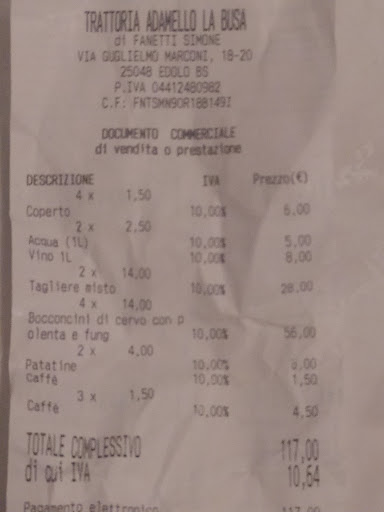 TRATTORIA ADAMELLO LA BUSA
di FANETTI SIMONE
VIA GUGLIELMO MARCONI, 18-20
25048 EDOLO BS
P.IVA 04412480982
C.F: FNTSMN90R18B149I
DOCUMENTO COMMERCIALE
di vendita o prestazione
DESCRIZIONE IVA Prezzo(€)
4 x 1,50
Coperto 10,00% 6,00
2 x 2,50
Acqua (1L) 10,00% 5,00
Vino 1L 10,00% 8,00
2 x 14,00
Tagliere misto 10,00% 28,00
4 x 14,00
Bocconcini di cervo con p
olenta e fung 10,00% 56,00
2 x 4,00
Patatine 10,00% 8,00
Caffè 10,00% 1,50
3 x 1,50
Caffè 10,00% 4,50
TOTALE COMPLESSIVO 117,00
di cui IVA 10,64
Pagamento elettronico 117,00